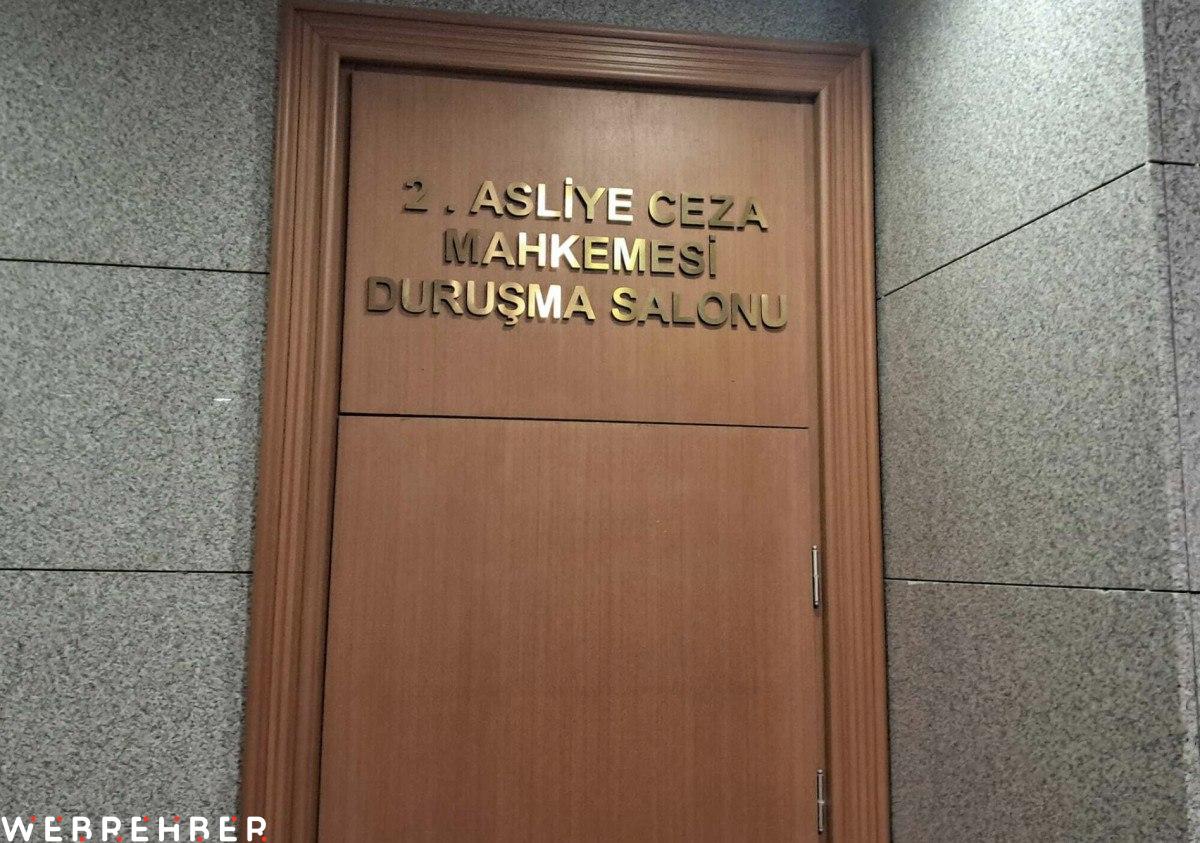 2. ASLİYE CEZA
MAHKEMESİ
DURUŞMA SALONU
WEBREHBER